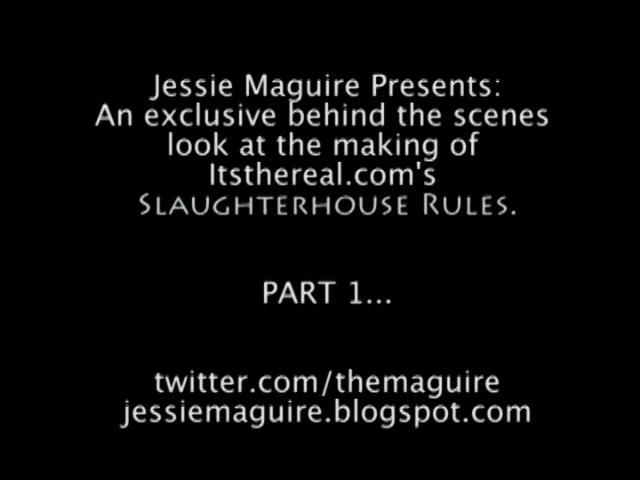 Jessie Maguire Presents:
An exclusive behind the scenes
look at the making of
Itsthereal.com's
SLAUGHTERHOUSE RULES.
PART 1...
twitter.com/themaguire
jessiemaguire.blogspot.com